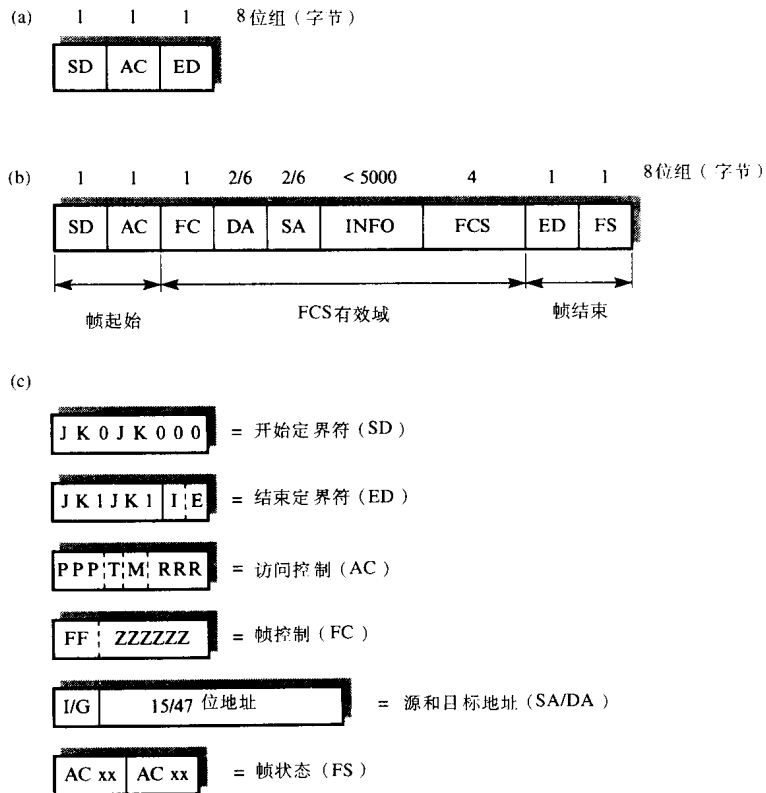 (a) 1 1 1 8位组(字节)
SD AC ED
(b) 1 1 1 2/6 2/6 < 5000 4 1 1 8位组(字节)
SD AC FC DA SA INFO FCS ED FS
帧起始 FCS有效域 帧结束
(c)
J K 0 J K 0 0 0 = 开始定界符(SD)
J K 1 J K 1 I E = 结束定界符(ED)
P P P T M RRR = 访问控制(AC)
FF ZZZZZZ = 帧控制(FC)
I/G 15/47 位地址 = 源和目标地址(SA/DA)
AC xx AC xx = 帧状态(FS)